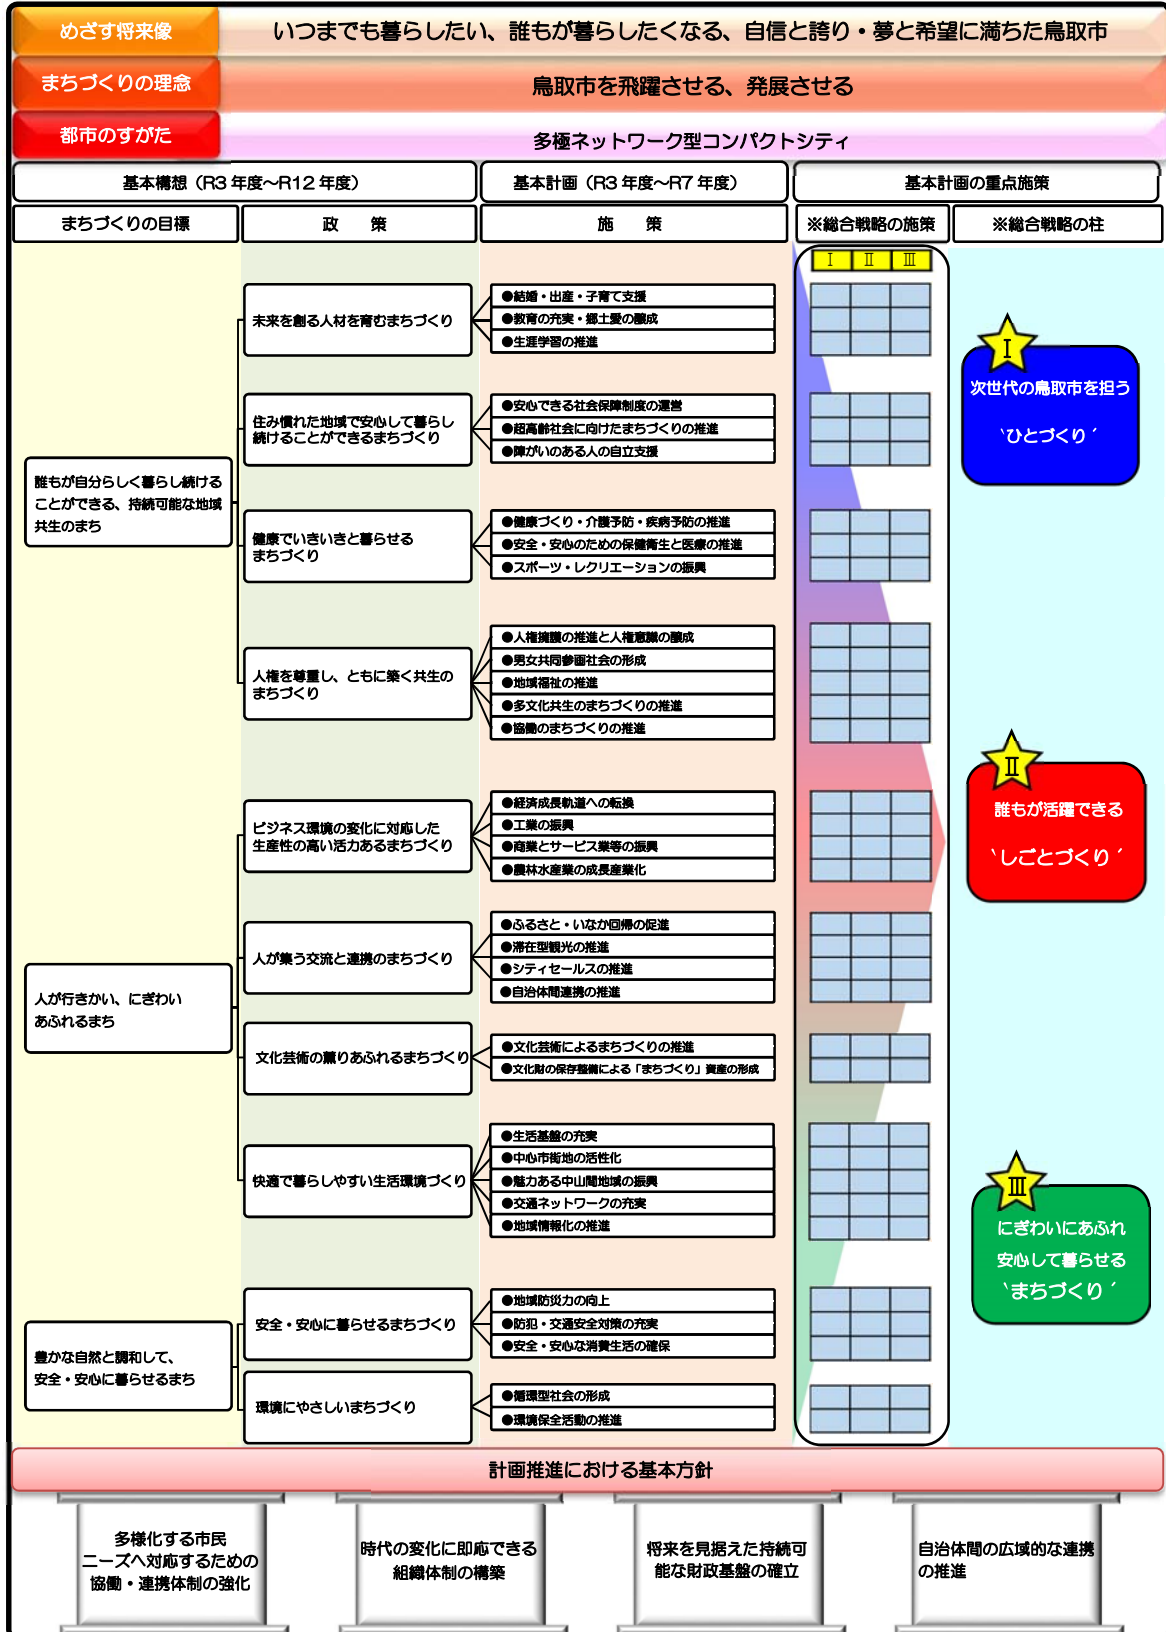 めざす将来像
いつまでも暮らしたい、誰もが暮らしたくなる、自信と誇り・夢と希望に満ちた鳥取市
まちづくりの理念
鳥取市を飛躍させる、発展させる
都市のすがた
多極ネットワーク型コンパクトシティ
基本構想（R3 年度～R12 年度）
基本計画（R3 年度～R7 年度）
基本計画の重点施策
まちづくりの目標
政　策
施　策
※総合戦略の施策
※総合戦略の柱
Ⅰ Ⅱ Ⅲ
誰もが自分らしく暮らし続ける
ことができる、持続可能な地域
共生のまち
未来を創る人材を育むまちづくり
●結婚・出産・子育て支援
●教育の充実・郷土愛の醸成
●生涯学習の推進
住み慣れた地域で安心して暮らし
続けることができるまちづくり
●安心できる社会保障制度の運営
●超高齢社会に向けたまちづくりの推進
●障がいのある人の自立支援
健康でいきいきと暮らせる
まちづくり
●健康づくり・介護予防・疾病予防の推進
●安全・安心のための保健衛生と医療の推進
●スポーツ・レクリエーションの振興
人権を尊重し、ともに築く共生の
まちづくり
●人権擁護の推進と人権意識の醸成
●男女共同参画社会の形成
●地域福祉の推進
●多文化共生のまちづくりの推進
●協働のまちづくりの推進
人が行きかい、にぎわい
あふれるまち
ビジネス環境の変化に対応した
生産性の高い活力あるまちづくり
●経済成長軌道への転換
●工業の振興
●商業とサービス業等の振興
●農林水産業の成長産業化
人が集う交流と連携のまちづくり
●ふるさと・いなか回帰の促進
●滞在型観光の推進
●シティセールスの推進
●自治体間連携の推進
文化芸術の薫りあふれるまちづくり
●文化芸術によるまちづくりの推進
●文化財の保存整備による「まちづくり」資産の形成
快適で暮らしやすい生活環境づくり
●生活基盤の充実
●中心市街地の活性化
●魅力ある中山間地域の振興
●交通ネットワークの充実
●地域情報化の推進
豊かな自然と調和して、
安全・安心に暮らせるまち
安全・安心に暮らせるまちづくり
●地域防災力の向上
●防犯・交通安全対策の充実
●安全・安心な消費生活の確保
環境にやさしいまちづくり
●循環型社会の形成
●環境保全活動の推進
Ⅰ
次世代の鳥取市を担う
‵ひとづくり′
Ⅱ
誰もが活躍できる
‵しごとづくり′
Ⅲ
にぎわいにあふれ
安心して暮らせる
‵まちづくり′
計画推進における基本方針
多様化する市民
ニーズへ対応するための
協働・連携体制の強化
時代の変化に即応できる
組織体制の構築
将来を見据えた持続可
能な財政基盤の確立
自治体間の広域的な連携
の推進